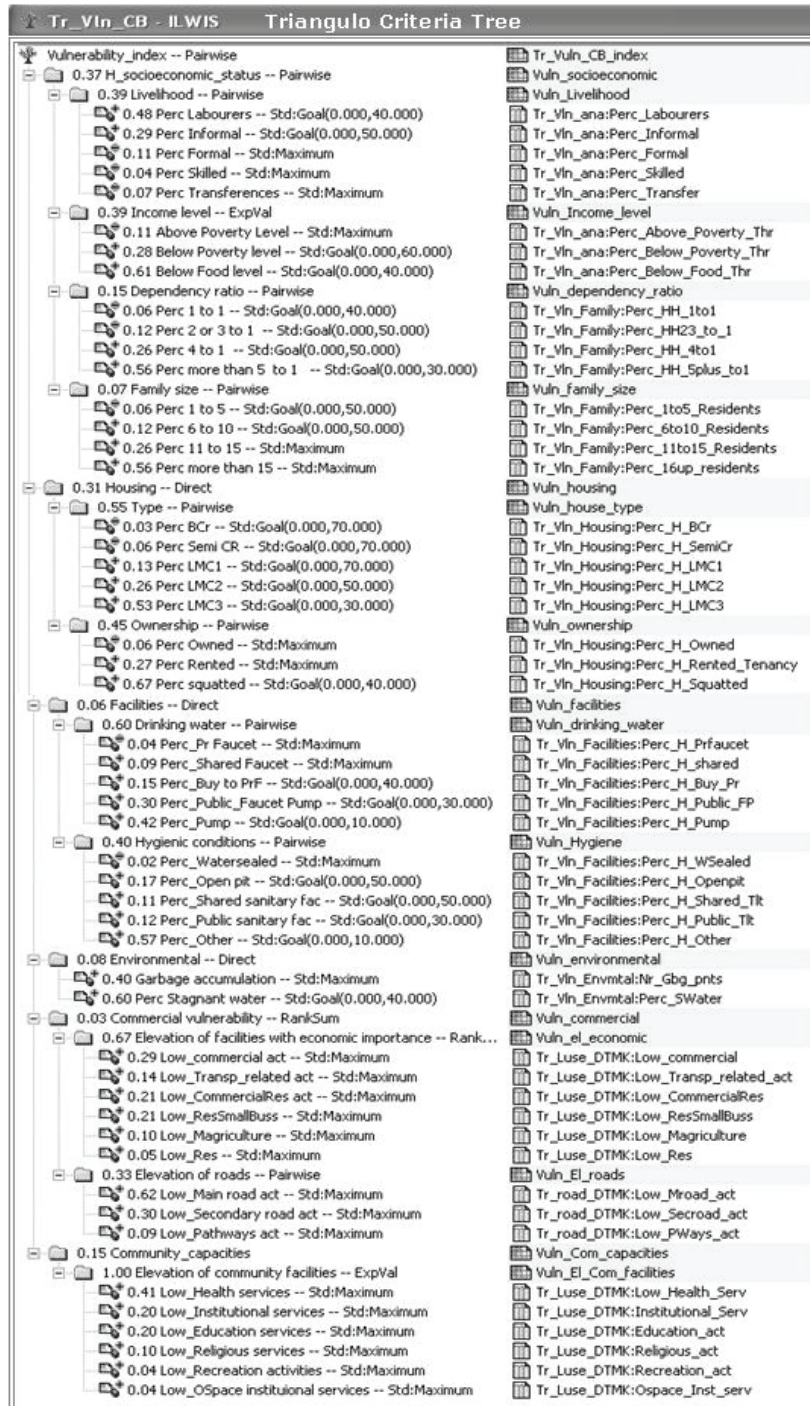 Tr_Vln_CB - ILWIS Triangulo Criteria Tree
Vulnerability_index -- Pairwise Tr_Vuln_CB_index
0.37 H_socioeconomic_status -- Pairwise Vuln_socioeconomic
0.39 Livelihood -- Pairwise Vuln_Livelihood
0.48 Perc Labourers -- Std:Goal(0.000,40.000) Tr_Vln_ana:Perc_Labourers
0.29 Perc Informal -- Std:Goal(0.000,50.000) Tr_Vln_ana:Perc_Informal
0.11 Perc Formal -- Std:Maximum Tr_Vln_ana:Perc_Formal
0.04 Perc Skilled -- Std:Maximum Tr_Vln_ana:Perc_Skilled
0.07 Perc Transferences -- Std:Maximum Tr_Vln_ana:Perc_Transfer
0.39 Income level -- ExpVal Vuln_Income_level
0.11 Above Poverty Level -- Std:Maximum Tr_Vln_ana:Perc_Above_Poverty_Thr
0.28 Below Poverty level -- Std:Goal(0.000,60.000) Tr_Vln_ana:Perc_Below_Poverty_Thr
0.61 Below Food level -- Std:Goal(0.000,40.000) Tr_Vln_ana:Perc_Below_Food_Thr
0.15 Dependency ratio -- Pairwise Vuln_dependency_ratio
0.06 Perc 1 to 1 -- Std:Goal(0.000,40.000) Tr_Vln_Family:Perc_HH_1to1
0.12 Perc 2 or 3 to 1 -- Std:Goal(0.000,50.000) Tr_Vln_Family:Perc_HH23_to_1
0.26 Perc 4 to 1 -- Std:Goal(0.000,50.000) Tr_Vln_Family:Perc_HH_4to1
0.56 Perc more than 5 to 1 -- Std:Goal(0.000,30.000) Tr_Vln_Family:Perc_HH_5plus_to1
0.07 Family size -- Pairwise Vuln_family_size
0.06 Perc 1 to 5 -- Std:Goal(0.000,50.000) Tr_Vln_Family:Perc_1to5_Residents
0.12 Perc 6 to 10 -- Std:Goal(0.000,50.000) Tr_Vln_Family:Perc_6to10_Residents
0.26 Perc 11 to 15 -- Std:Maximum Tr_Vln_Family:Perc_11to15_Residents
0.56 Perc more than 15 -- Std:Maximum Tr_Vln_Family:Perc_16up_residents
0.31 Housing -- Direct Vuln_housing
0.55 Type -- Pairwise Vuln_house_type
0.03 Perc BCr -- Std:Goal(0.000,70.000) Tr_Vln_Housing:Perc_H_BCr
0.06 Perc Semi CR -- Std:Goal(0.000,70.000) Tr_Vln_Housing:Perc_H_SemiCr
0.13 Perc LMC1 -- Std:Goal(0.000,70.000) Tr_Vln_Housing:Perc_H_LMC1
0.26 Perc LMC2 -- Std:Goal(0.000,50.000) Tr_Vln_Housing:Perc_H_LMC2
0.53 Perc LMC3 -- Std:Goal(0.000,30.000) Tr_Vln_Housing:Perc_H_LMC3
0.45 Ownership -- Pairwise Vuln_ownership
0.06 Perc Owned -- Std:Maximum Tr_Vln_Housing:Perc_H_Owned
0.27 Perc Rented -- Std:Maximum Tr_Vln_Housing:Perc_H_Rented_Tenancy
0.67 Perc squatted -- Std:Goal(0.000,40.000) Tr_Vln_Housing:Perc_H_Squatted
0.06 Facilities -- Direct Vuln_facilities
0.60 Drinking water -- Pairwise Vuln_drinking_water
0.04 Perc_Pr Faucet -- Std:Maximum Tr_Vln_Facilities:Perc_H_Prfaucet
0.09 Perc_Shared Faucet -- Std:Maximum Tr_Vln_Facilities:Perc_H_shared
0.15 Perc_Buy to PrF -- Std:Goal(0.000,40.000) Tr_Vln_Facilities:Perc_H_Buy_Pr
0.30 Perc_Public_Faucet Pump -- Std:Goal(0.000,30.000) Tr_Vln_Facilities:Perc_H_Public_FP
0.42 Perc_Pump -- Std:Goal(0.000,10.000) Tr_Vln_Facilities:Perc_H_Pump
0.40 Hygienic conditions -- Pairwise Vuln_Hygiene
0.02 Perc_Watersealed -- Std:Maximum Tr_Vln_Facilities:Perc_H_WSealed
0.17 Perc_Open pit -- Std:Goal(0.000,50.000) Tr_Vln_Facilities:Perc_H_Openpit
0.11 Perc_Shared sanitary fac -- Std:Goal(0.000,50.000) Tr_Vln_Facilities:Perc_H_Shared_Tlt
0.12 Perc_Public sanitary fac -- Std:Goal(0.000,30.000) Tr_Vln_Facilities:Perc_H_Public_Tlt
0.57 Perc_Other -- Std:Goal(0.000,10.000) Tr_Vln_Facilities:Perc_H_Other
0.08 Environmental -- Direct Vuln_environmental
0.40 Garbage accumulation -- Std:Maximum Tr_Vln_Envmtal:Nr_Gbg_pnts
0.60 Perc Stagnant water -- Std:Goal(0.000,40.000) Tr_Vln_Envmtal:Perc_SWater
0.03 Commercial vulnerability -- RankSum Vuln_commercial
0.67 Elevation of facilities with economic importance -- Rank... Vuln_el_economic
0.29 Low_commercial act -- Std:Maximum Tr_Luse_DTMK:Low_commercial
0.14 Low_Transp_related act -- Std:Maximum Tr_Luse_DTMK:Low_Transp_related_act
0.21 Low_CommercialRes act -- Std:Maximum Tr_Luse_DTMK:Low_CommercialRes
0.21 Low_ResSmallBuss -- Std:Maximum Tr_Luse_DTMK:Low_ResSmallBuss
0.10 Low_Magriculture -- Std:Maximum Tr_Luse_DTMK:Low_Magriculture
0.05 Low_Res -- Std:Maximum Tr_Luse_DTMK:Low_Res
0.33 Elevation of roads -- Pairwise Vuln_El_roads
0.62 Low_Main road act -- Std:Maximum Tr_road_DTMK:Low_Mroad_act
0.30 Low_Secondary road act -- Std:Maximum Tr_road_DTMK:Low_Secroad_act
0.09 Low_Pathways act -- Std:Maximum Tr_road_DTMK:Low_PWays_act
0.15 Community_capacities Vuln_Com_capacities
1.00 Elevation of community facilities -- ExpVal Vuln_El_Com_facilities
0.41 Low_Health services -- Std:Maximum Tr_Luse_DTMK:Low_Health_Serv
0.20 Low_Institutional services -- Std:Maximum Tr_Luse_DTMK:Institutional_Serv
0.20 Low_Education services -- Std:Maximum Tr_Luse_DTMK:Education_act
0.10 Low_Religious services -- Std:Maximum Tr_Luse_DTMK:Religious_act
0.04 Low_Recreation activities -- Std:Maximum Tr_Luse_DTMK:Recreation_act
0.04 Low_OSpace instituional services -- Std:Maximum Tr_Luse_DTMK:Ospace_Inst_serv